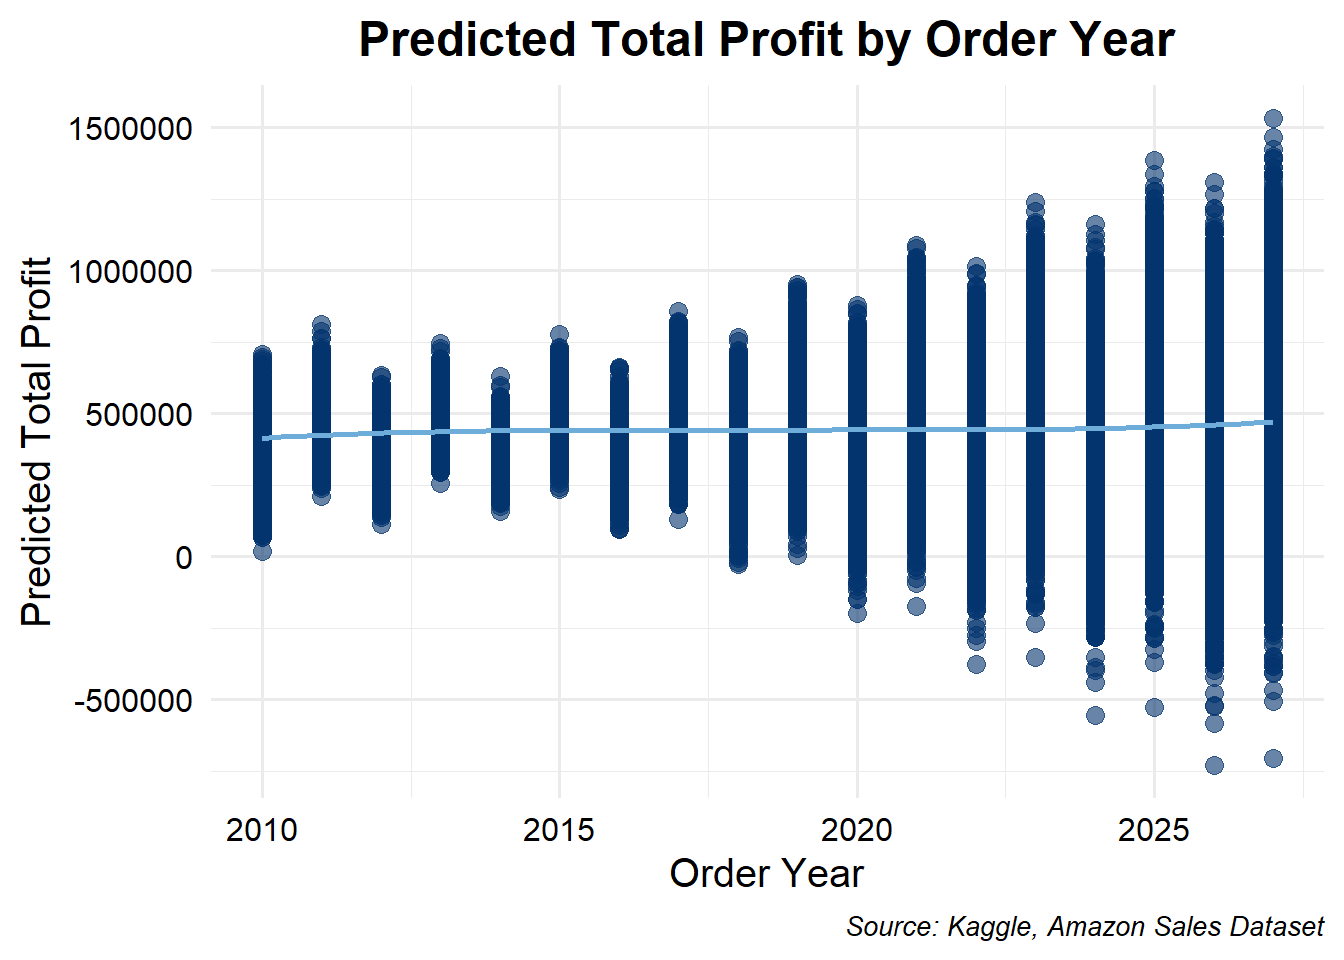 Predicted Total Profit by Order Year
Predicted Total Profit
1500000
1000000
500000
0
-500000
2010 2015 2020 2025
Order Year
Source: Kaggle, Amazon Sales Dataset